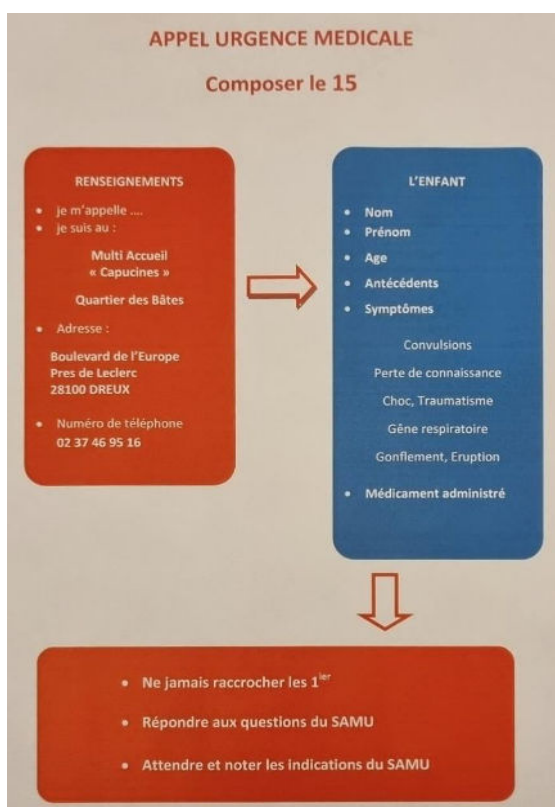 APPEL URGENCE MEDICALE
Composer le 15
RENSEIGNEMENTS
• je m'appelle ....
• je suis au :
Multi Accueil
« Capucines »
Quartier des Bâtes
• Adresse :
Boulevard de l'Europe
Pres de Leclerc
28100 DREUX
• Numéro de téléphone
02 37 46 95 16
L'ENFANT
• Nom
• Prénom
• Age
• Antécédents
• Symptômes
Convulsions
Perte de connaissance
Choc, Traumatisme
Gêne respiratoire
Gonflement, Eruption
• Médicament administré
• Ne jamais raccrocher les 1ier
• Répondre aux questions du SAMU
• Attendre et noter les indications du SAMU